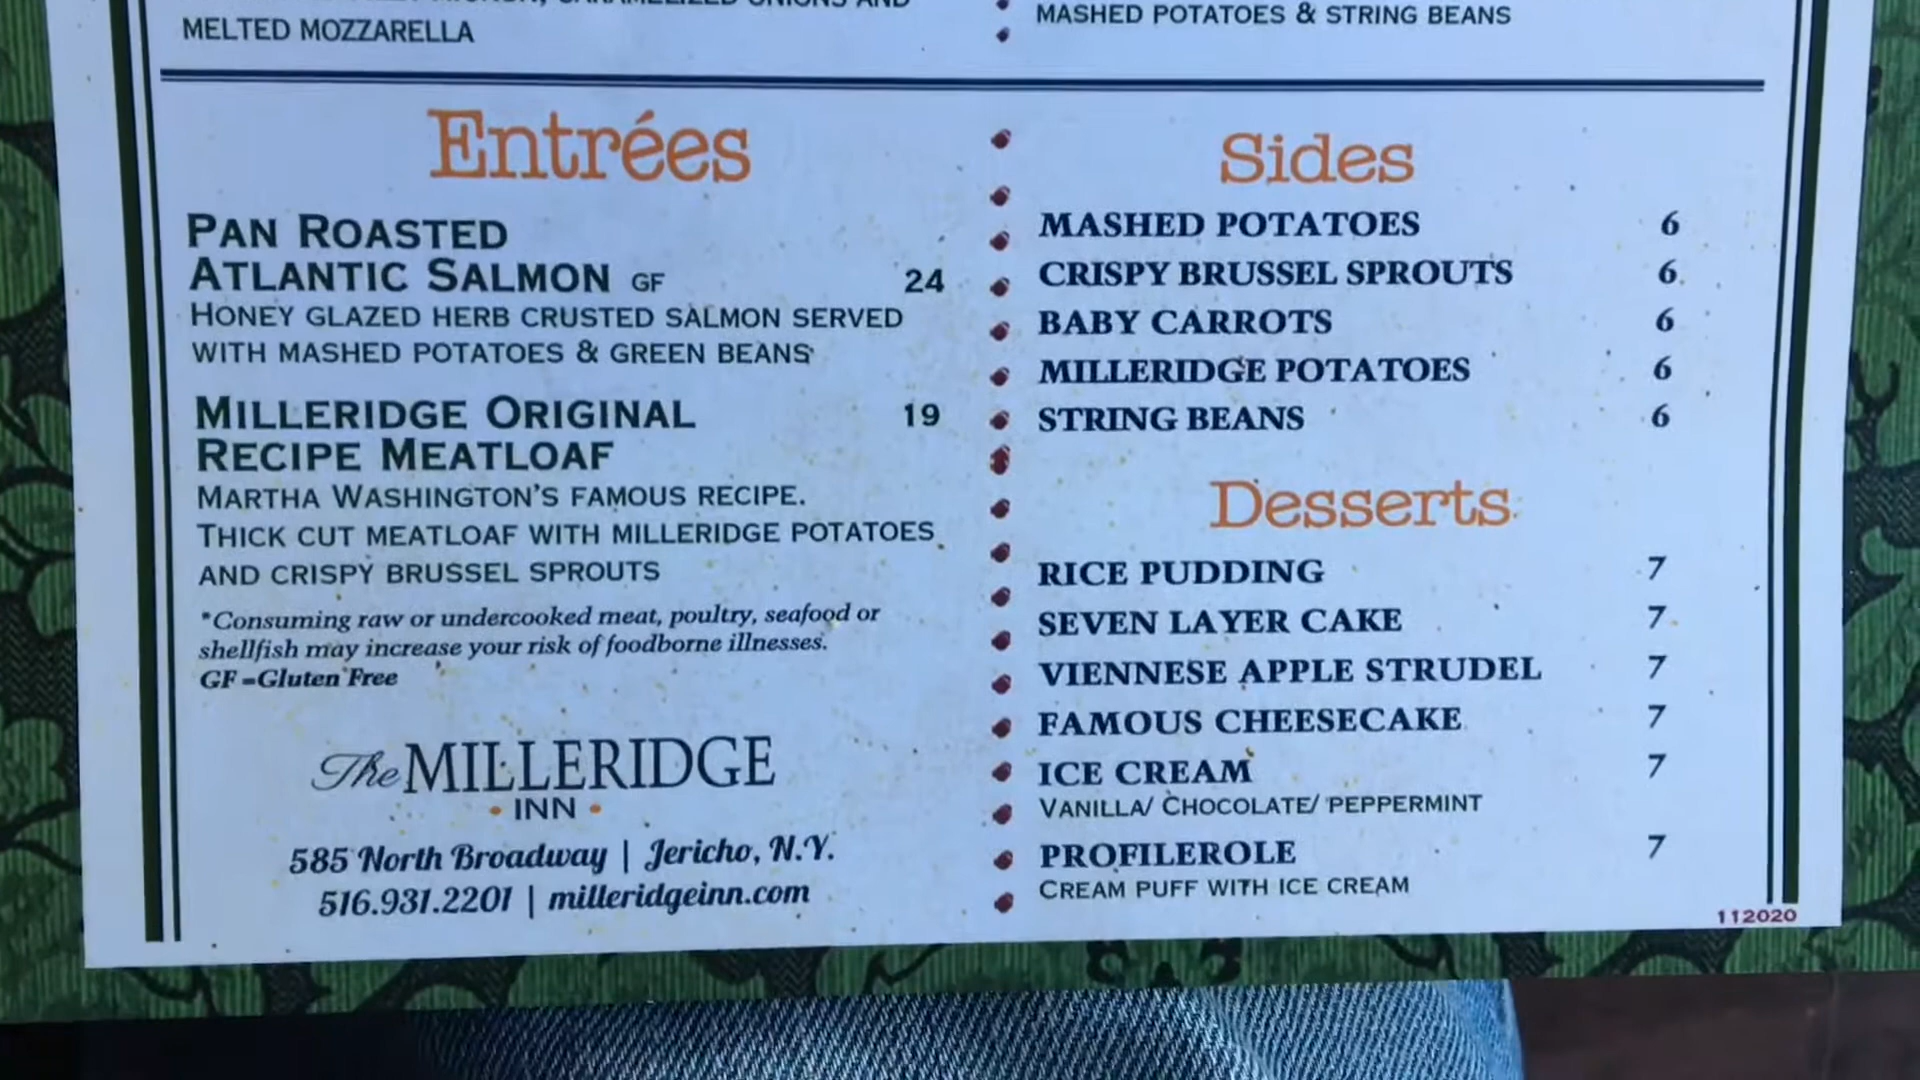 CARAMELIZED ONIONS AND
MELTED MOZZARELLA
MASHED POTATOES & STRING BEANS
Entrées
PAN ROASTED
ATLANTIC SALMON GF 24
HONEY GLAZED HERB CRUSTED SALMON SERVED
WITH MASHED POTATOES & GREEN BEANS
MILLERIDGE ORIGINAL 19
RECIPE MEATLOAF
MARTHA WASHINGTON'S FAMOUS RECIPE.
THICK CUT MEATLOAF WITH MILLERIDGE POTATOES
AND CRISPY BRUSSEL SPROUTS
*Consuming raw or undercooked meat, poultry, seafood or
shellfish may increase your risk of foodborne illnesses.
GF =Gluten Free
The MILLERIDGE
• INN •
585 North Broadway | Jericho, N.Y.
516.931.2201 | milleridgeinn.com
Sides
MASHED POTATOES 6
CRISPY BRUSSEL SPROUTS 6
BABY CARROTS 6
MILLERIDGE POTATOES 6
STRING BEANS 6
Desserts
RICE PUDDING 7
SEVEN LAYER CAKE 7
VIENNESE APPLE STRUDEL 7
FAMOUS CHEESECAKE 7
ICE CREAM 7
VANILLA/ CHOCOLATE/ PEPPERMINT
PROFILEROLE 7
CREAM PUFF WITH ICE CREAM
112020